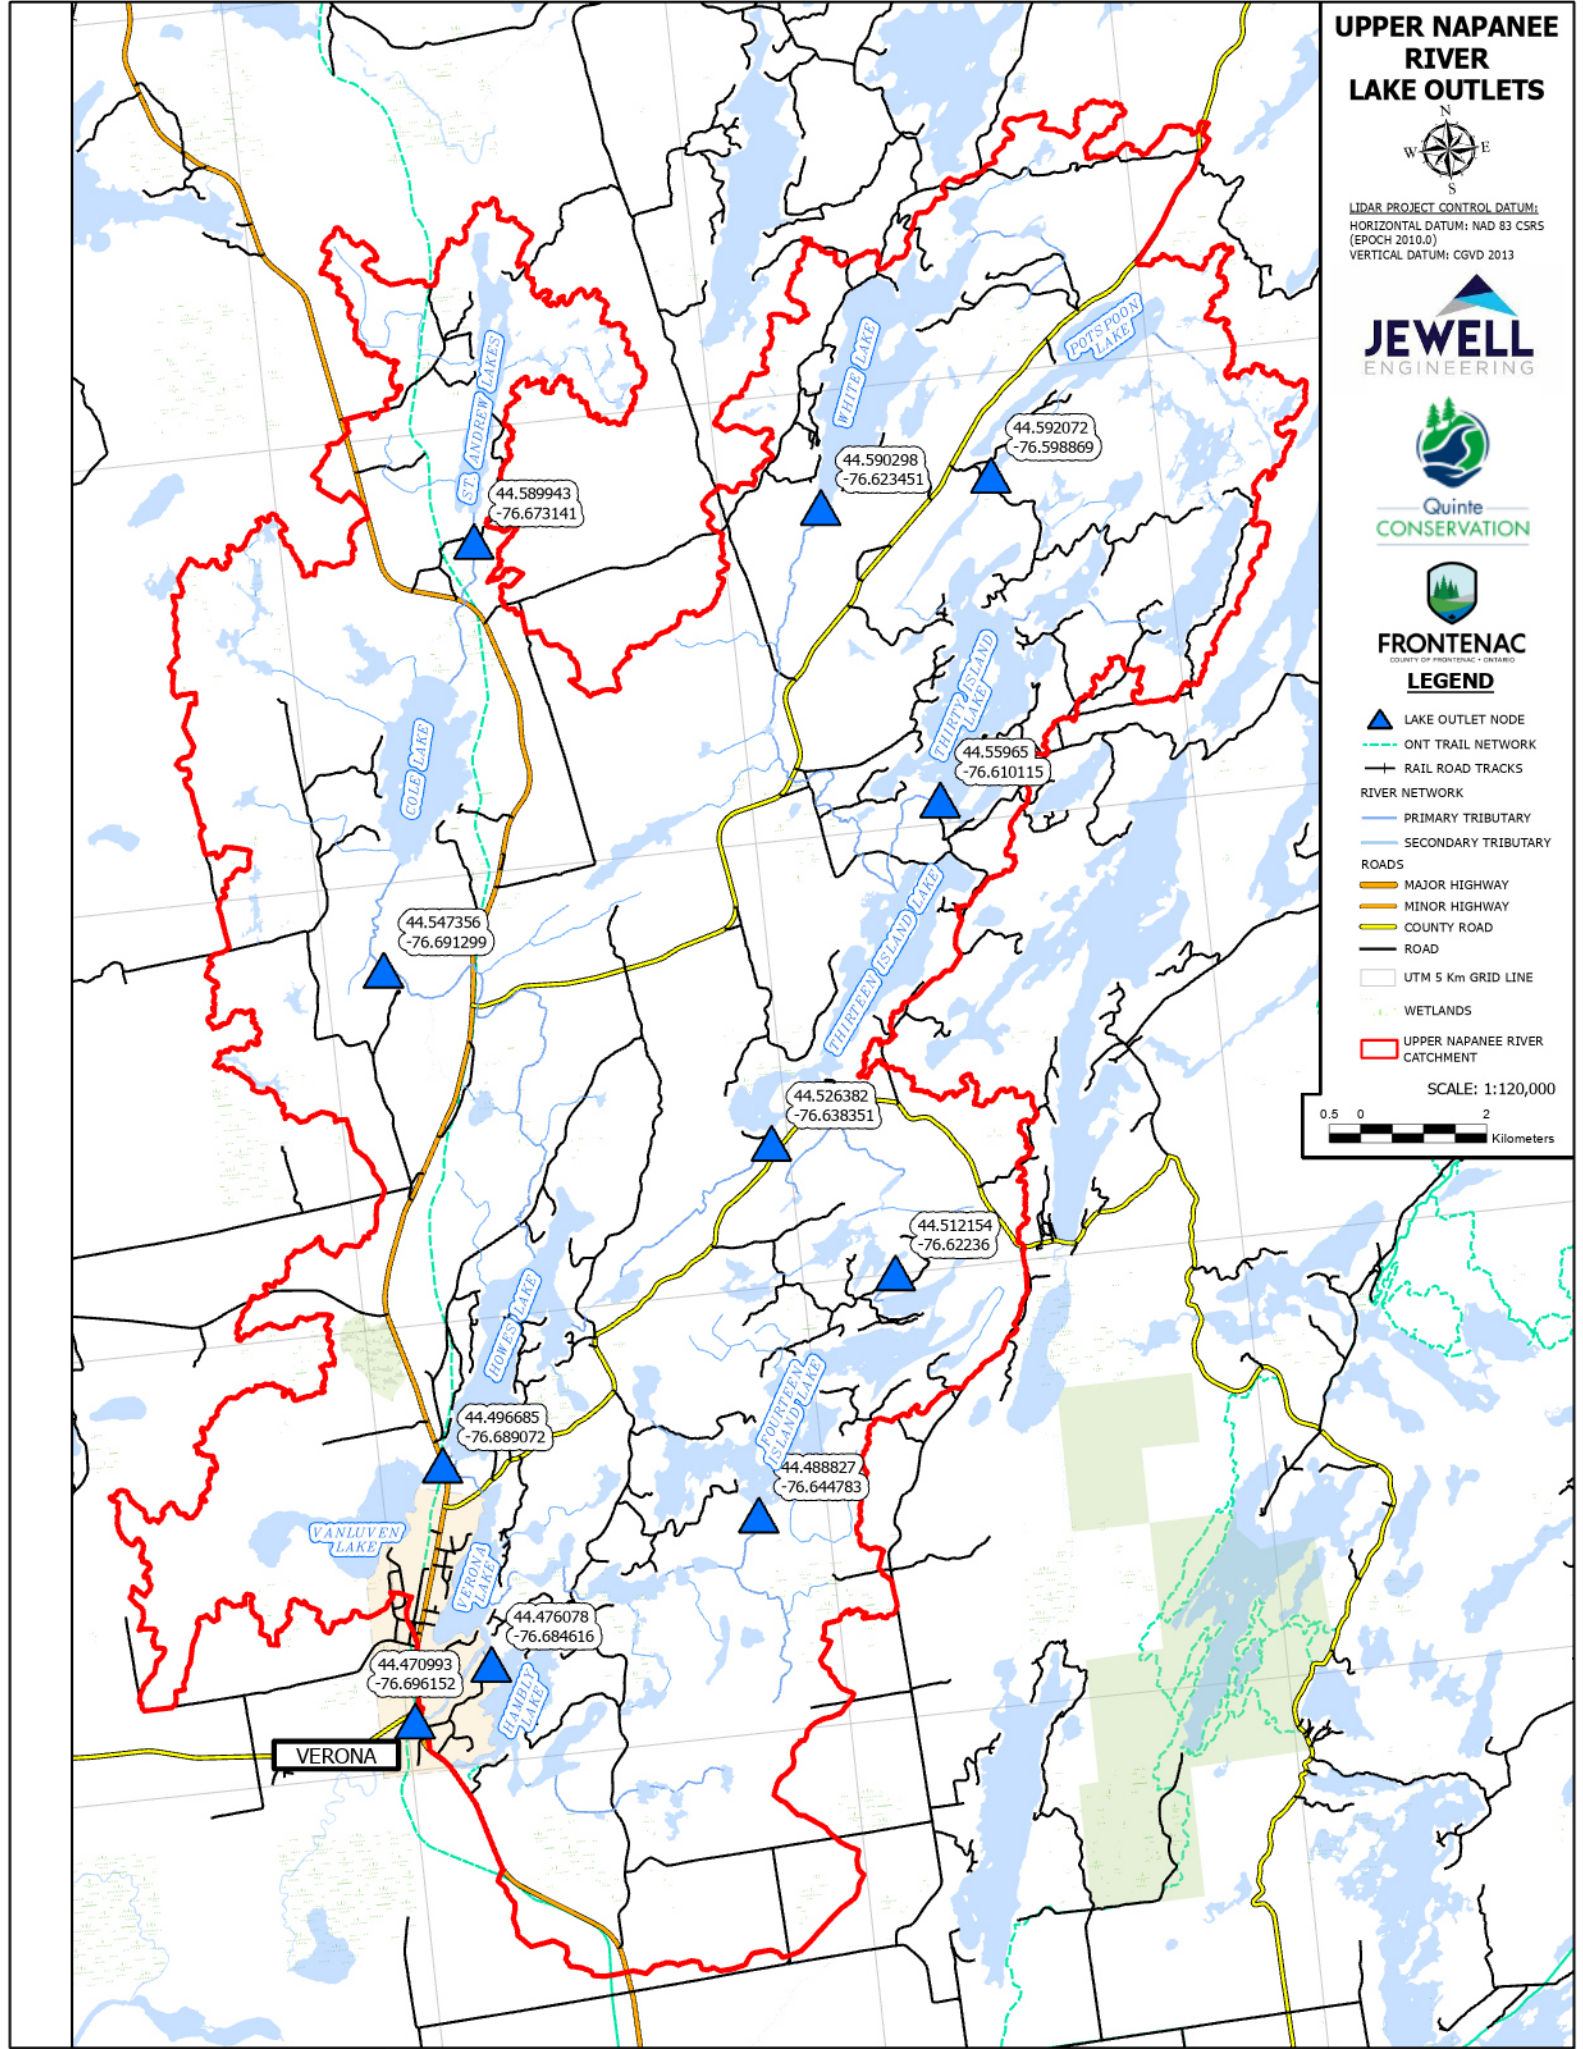 UPPER NAPANEE
RIVER
LAKE OUTLETS
N
W
E
S
LIDAR PROJECT CONTROL DATUM:
HORIZONTAL DATUM: NAD 83 CSRS
(EPOCH 2010.0)
VERTICAL DATUM: CGVD 2013
JEWELL
ENGINEERING
Quinte
CONSERVATION
FRONTENAC
COUNTY OF FRONTENAC • ONTARIO
LEGEND
LAKE OUTLET NODE
ONT TRAIL NETWORK
RAIL ROAD TRACKS
RIVER NETWORK
PRIMARY TRIBUTARY
SECONDARY TRIBUTARY
ROADS
MAJOR HIGHWAY
MINOR HIGHWAY
COUNTY ROAD
ROAD
UTM 5 Km GRID LINE
WETLANDS
UPPER NAPANEE RIVER
CATCHMENT
SCALE: 1:120,000
0.5 0 2
Kilometers
POTSPOON
LAKE
WHITE LAKE
ST. ANDREW LAKES
44.592072
-76.598869
44.590298
-76.623451
44.589943
-76.673141
THIRTY ISLAND
LAKE
COLE LAKE
44.55965
-76.610115
THIRTEEN ISLAND LAKE
44.547356
-76.691299
44.526382
-76.638351
44.512154
-76.62236
HOWES LAKE
FOURTEEN
ISLAND LAKE
44.496685
-76.689072
44.488827
-76.644783
VANLUVEN
LAKE
VERONA
LAKE
44.476078
-76.684616
44.470993
-76.696152
HAMBLY
LAKE
VERONA